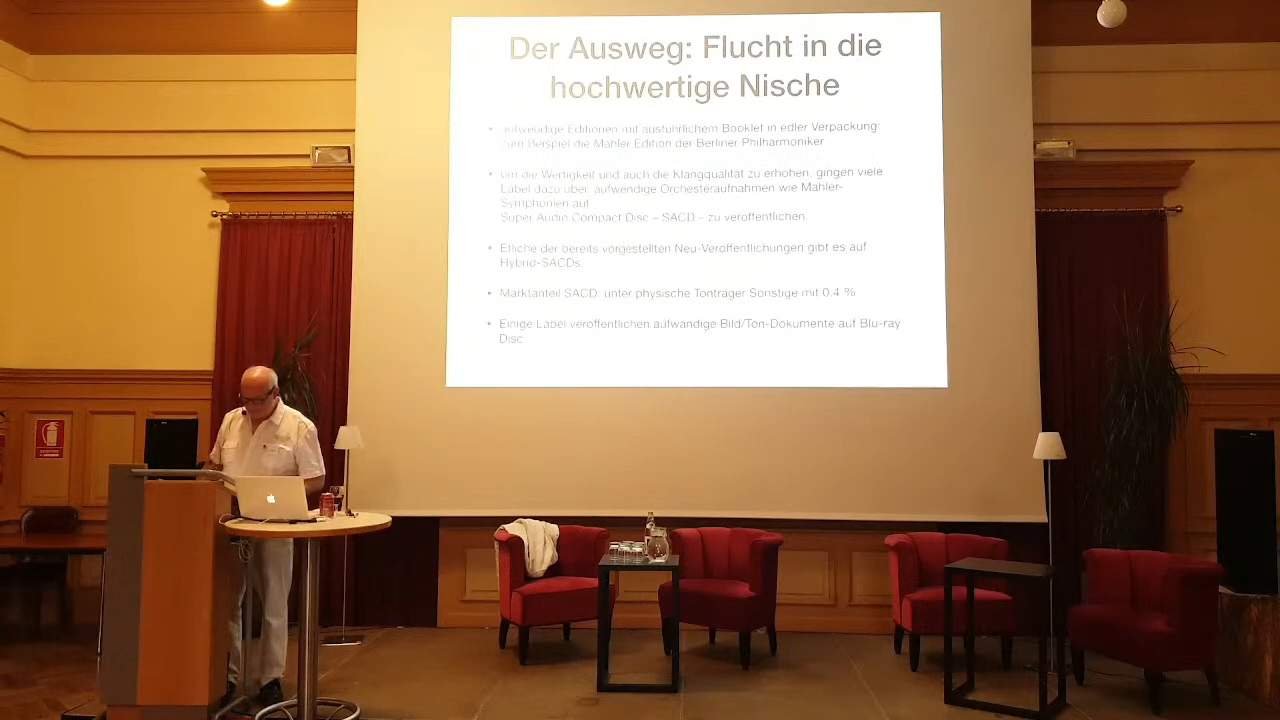 Der Ausweg: Flucht in die
hochwertige Nische
• aufwendige Editionen mit ausführlichem Booklet in edler Verpackung:
zum Beispiel die Mahler Edition der Berliner Philharmoniker
• um die Wertigkeit und auch die Klangqualität zu erhöhen, gingen viele
Label dazu über, aufwendige Orchesteraufnahmen wie Mahler-
Symphonien auf
Super Audio Compact Disc – SACD – zu veröffentlichen
• Etliche der bereits vorgestellten Neu-Veröffentlichungen gibt es auf
Hybrid-SACDs.
• Marktanteil SACD: unter physische Tonträger Sonstige mit 0.4 %
• Einige Label veröffentlichen aufwandige Bild/Ton-Dokumente auf Blu-ray
Disc